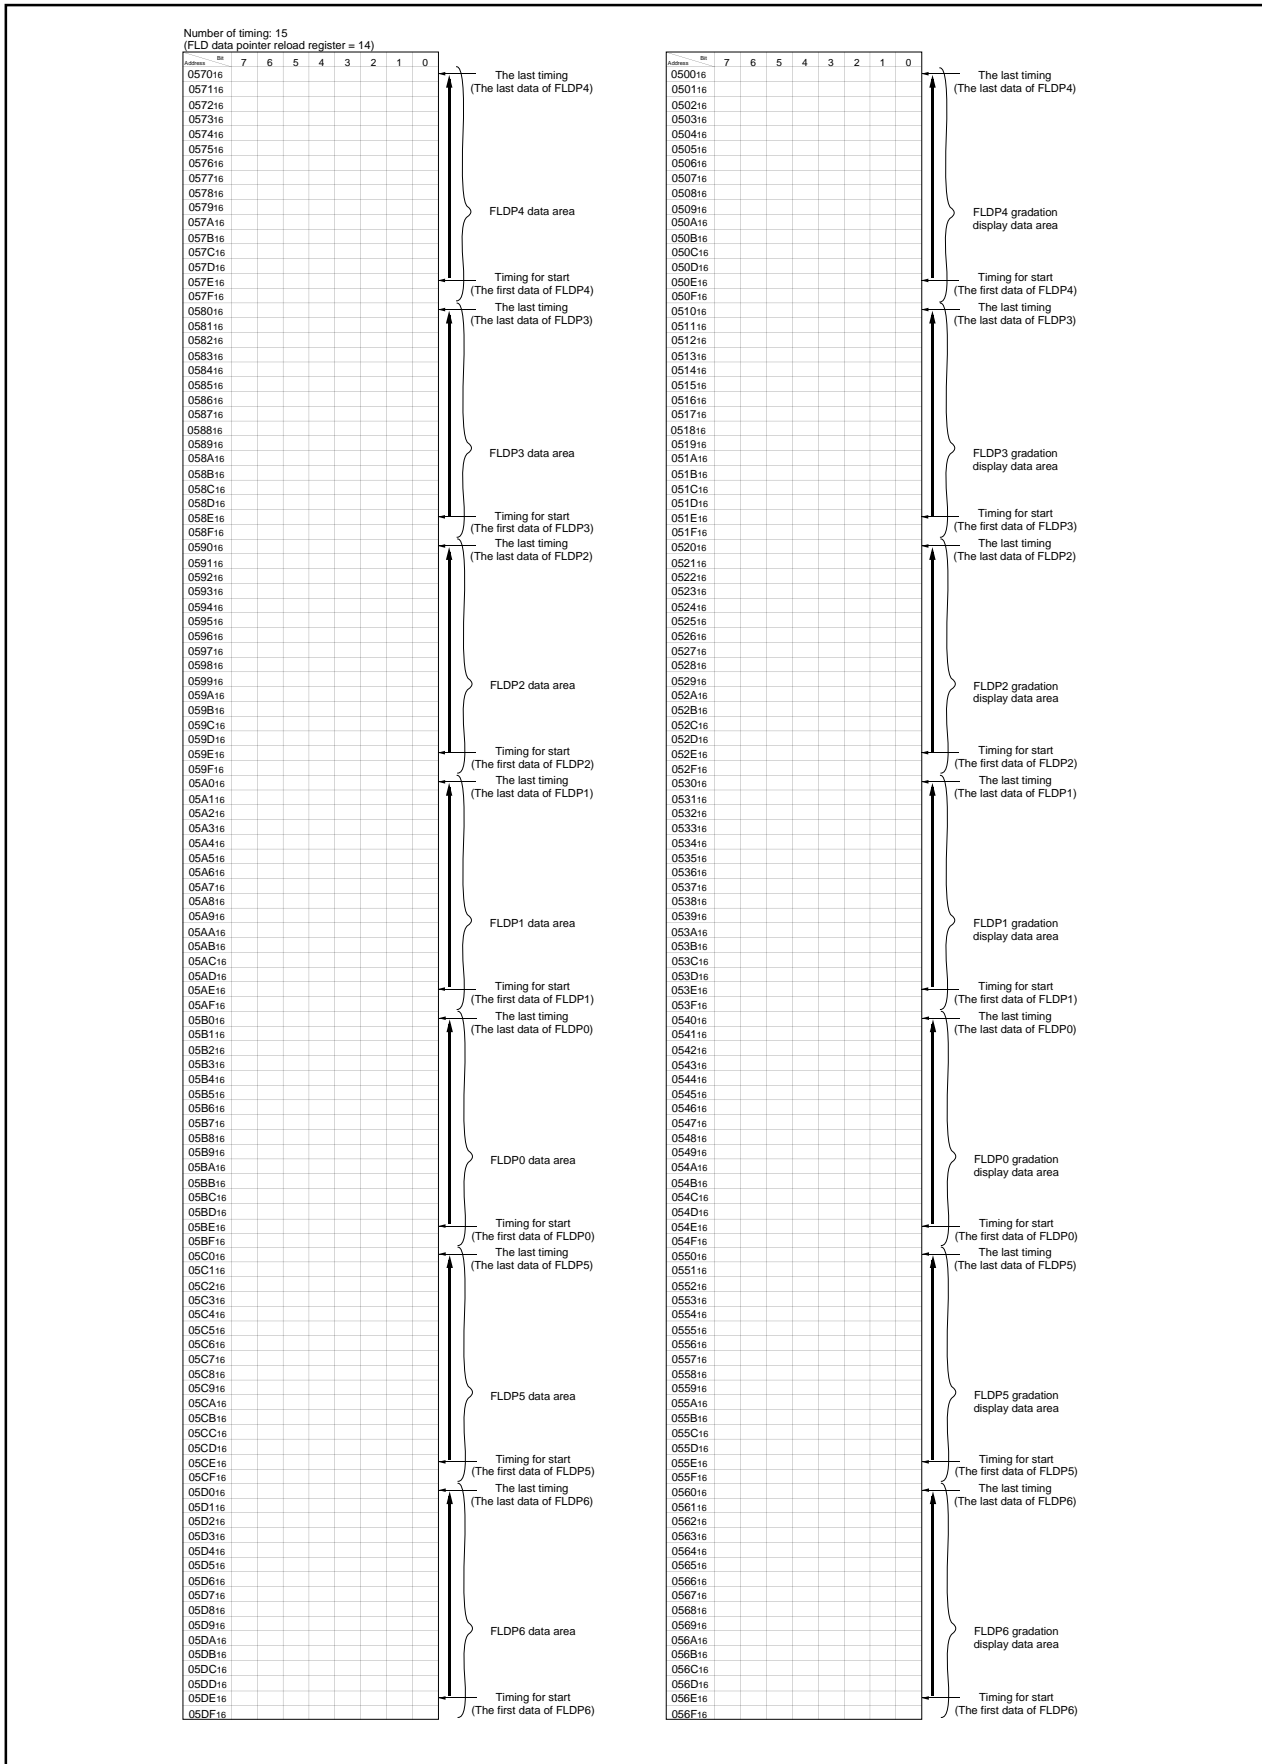 Number of timing: 15
(FLD data pointer reload register = 14)
Bit
Address
7 6 5 4 3 2 1 0
057016
057116
057216
057316
057416
057516
057616
057716
057816
057916
057A16
057B16
057C16
057D16
057E16
057F16
058016
058116
058216
058316
058416
058516
058616
058716
058816
058916
058A16
058B16
058C16
058D16
058E16
058F16
059016
059116
059216
059316
059416
059516
059616
059716
059816
059916
059A16
059B16
059C16
059D16
059E16
059F16
05A016
05A116
05A216
05A316
05A416
05A516
05A616
05A716
05A816
05A916
05AA16
05AB16
05AC16
05AD16
05AE16
05AF16
05B016
05B116
05B216
05B316
05B416
05B516
05B616
05B716
05B816
05B916
05BA16
05BB16
05BC16
05BD16
05BE16
05BF16
05C016
05C116
05C216
05C316
05C416
05C516
05C616
05C716
05C816
05C916
05CA16
05CB16
05CC16
05CD16
05CE16
05CF16
05D016
05D116
05D216
05D316
05D416
05D516
05D616
05D716
05D816
05D916
05DA16
05DB16
05DC16
05DD16
05DE16
05DF16
The last timing
(The last data of FLDP4)
FLDP4 data area
Timing for start
(The first data of FLDP4)
The last timing
(The last data of FLDP3)
FLDP3 data area
Timing for start
(The first data of FLDP3)
The last timing
(The last data of FLDP2)
FLDP2 data area
Timing for start
(The first data of FLDP2)
The last timing
(The last data of FLDP1)
FLDP1 data area
Timing for start
(The first data of FLDP1)
The last timing
(The last data of FLDP0)
FLDP0 data area
Timing for start
(The first data of FLDP0)
The last timing
(The last data of FLDP5)
FLDP5 data area
Timing for start
(The first data of FLDP5)
The last timing
(The last data of FLDP6)
FLDP6 data area
Timing for start
(The first data of FLDP6)
Bit
Address
7 6 5 4 3 2 1 0
050016
050116
050216
050316
050416
050516
050616
050716
050816
050916
050A16
050B16
050C16
050D16
050E16
050F16
051016
051116
051216
051316
051416
051516
051616
051716
051816
051916
051A16
051B16
051C16
051D16
051E16
051F16
052016
052116
052216
052316
052416
052516
052616
052716
052816
052916
052A16
052B16
052C16
052D16
052E16
052F16
053016
053116
053216
053316
053416
053516
053616
053716
053816
053916
053A16
053B16
053C16
053D16
053E16
053F16
054016
054116
054216
054316
054416
054516
054616
054716
054816
054916
054A16
054B16
054C16
054D16
054E16
054F16
055016
055116
055216
055316
055416
055516
055616
055716
055816
055916
055A16
055B16
055C16
055D16
055E16
055F16
056016
056116
056216
056316
056416
056516
056616
056716
056816
056916
056A16
056B16
056C16
056D16
056E16
056F16
The last timing
(The last data of FLDP4)
FLDP4 gradation
display data area
Timing for start
(The first data of FLDP4)
The last timing
(The last data of FLDP3)
FLDP3 gradation
display data area
Timing for start
(The first data of FLDP3)
The last timing
(The last data of FLDP2)
FLDP2 gradation
display data area
Timing for start
(The first data of FLDP2)
The last timing
(The last data of FLDP1)
FLDP1 gradation
display data area
Timing for start
(The first data of FLDP1)
The last timing
(The last data of FLDP0)
FLDP0 gradation
display data area
Timing for start
(The first data of FLDP0)
The last timing
(The last data of FLDP5)
FLDP5 gradation
display data area
Timing for start
(The first data of FLDP5)
The last timing
(The last data of FLDP6)
FLDP6 gradation
display data area
Timing for start
(The first data of FLDP6)